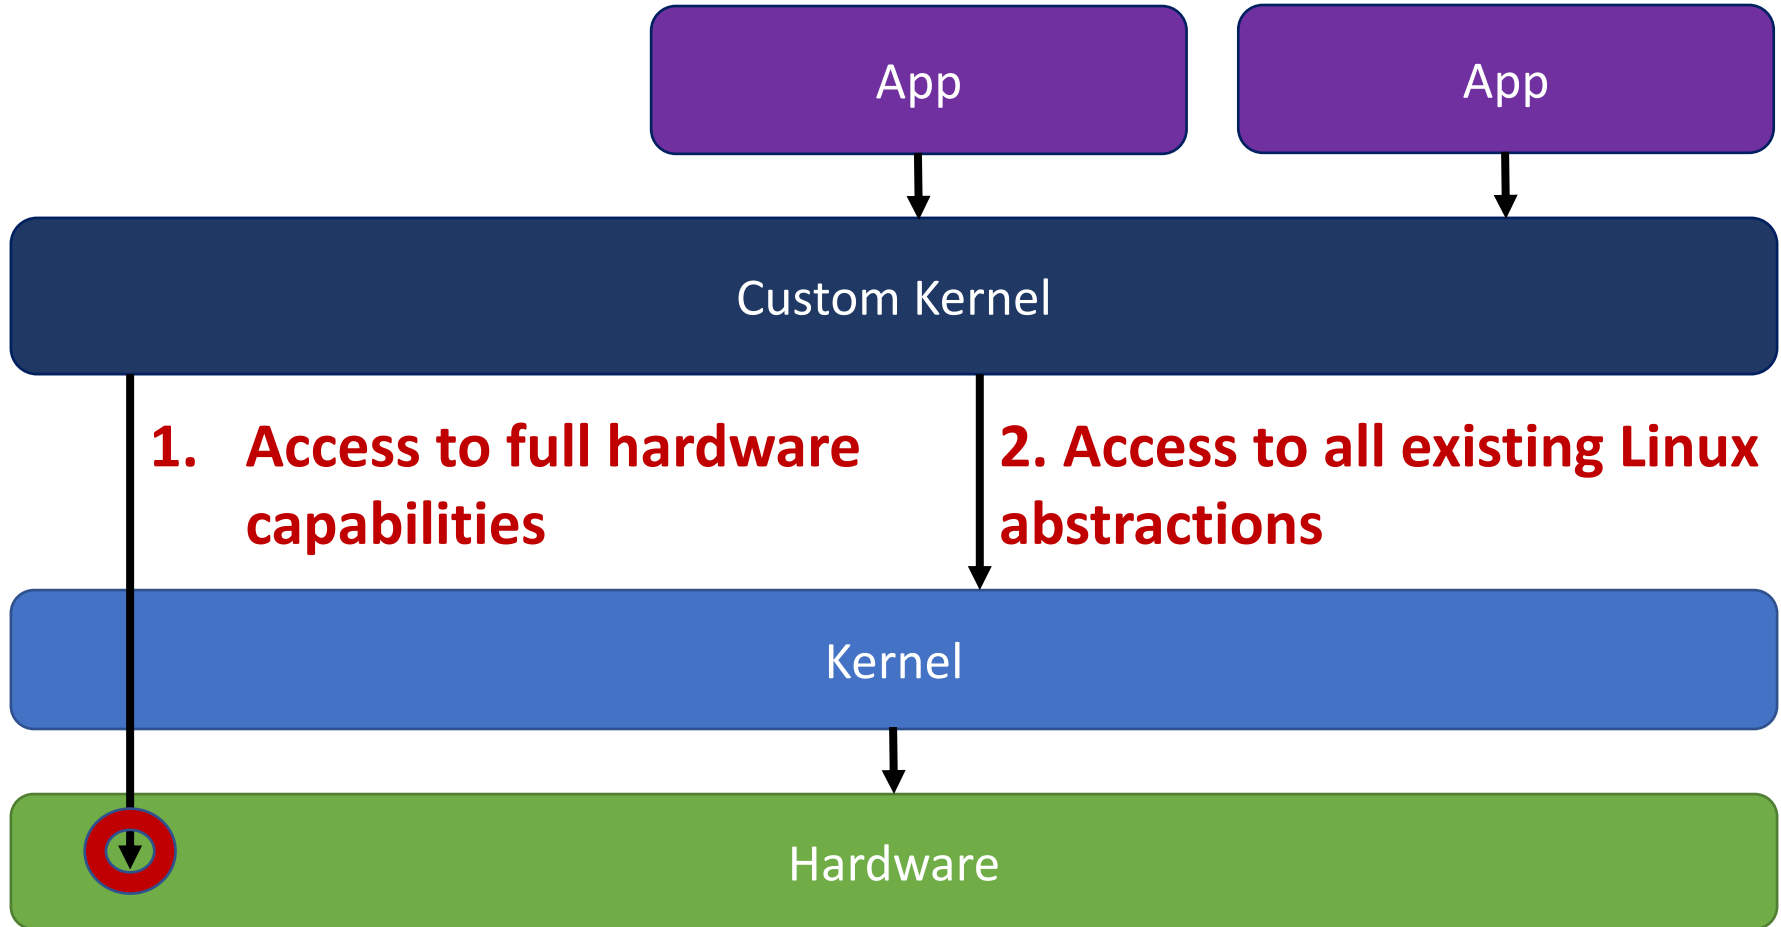 App
App
Custom Kernel
1. Access to full hardware
capabilities
2. Access to all existing Linux
abstractions
Kernel
Hardware